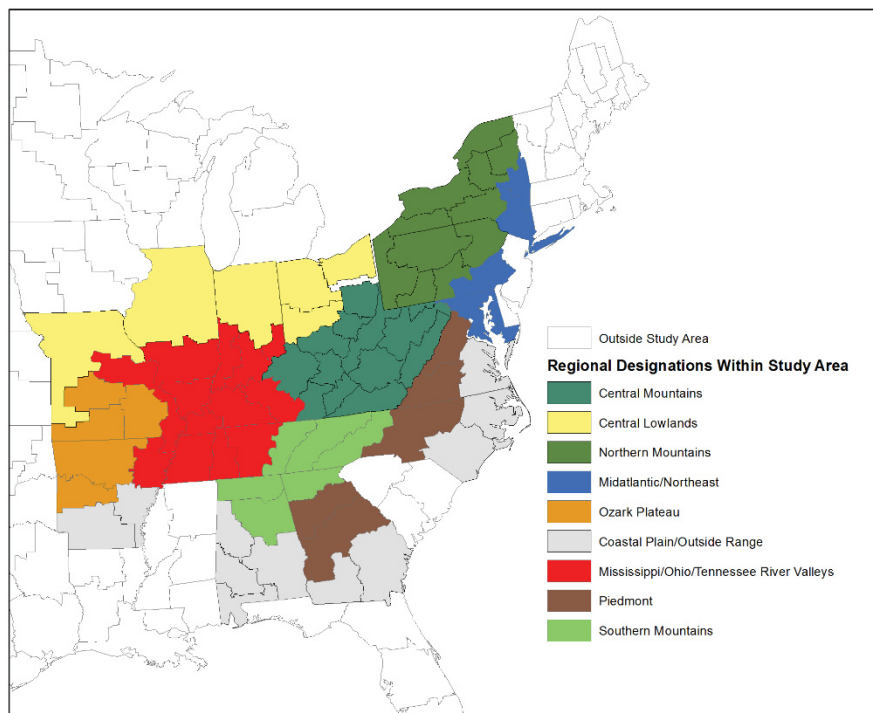 Outside Study Area
Regional Designations Within Study Area
Central Mountains
Central Lowlands
Northern Mountains
Midatlantic/Northeast
Ozark Plateau
Coastal Plain/Outside Range
Mississippi/Ohio/Tennessee River Valleys
Piedmont
Southern Mountains